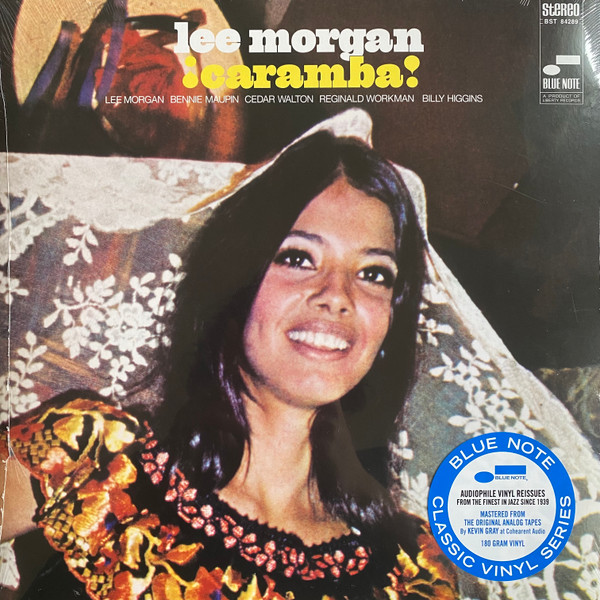 stereo
BST 84289
lee morgan
¡caramba!
BLUE NOTE
A PRODUCT OF
LIBERTY RECORDS
LEE MORGAN BENNIE MAUPIN CEDAR WALTON REGINALD WORKMAN BILLY HIGGINS
BLUE NOTE
BLUE NOTE
AUDIOPHILE VINYL REISSUES
FROM THE FINEST IN JAZZ SINCE 1939
MASTERED FROM
THE ORIGINAL ANALOG TAPES
By KEVIN GRAY at Cohearent Audio
180 GRAM VINYL
CLASSIC VINYL SERIES